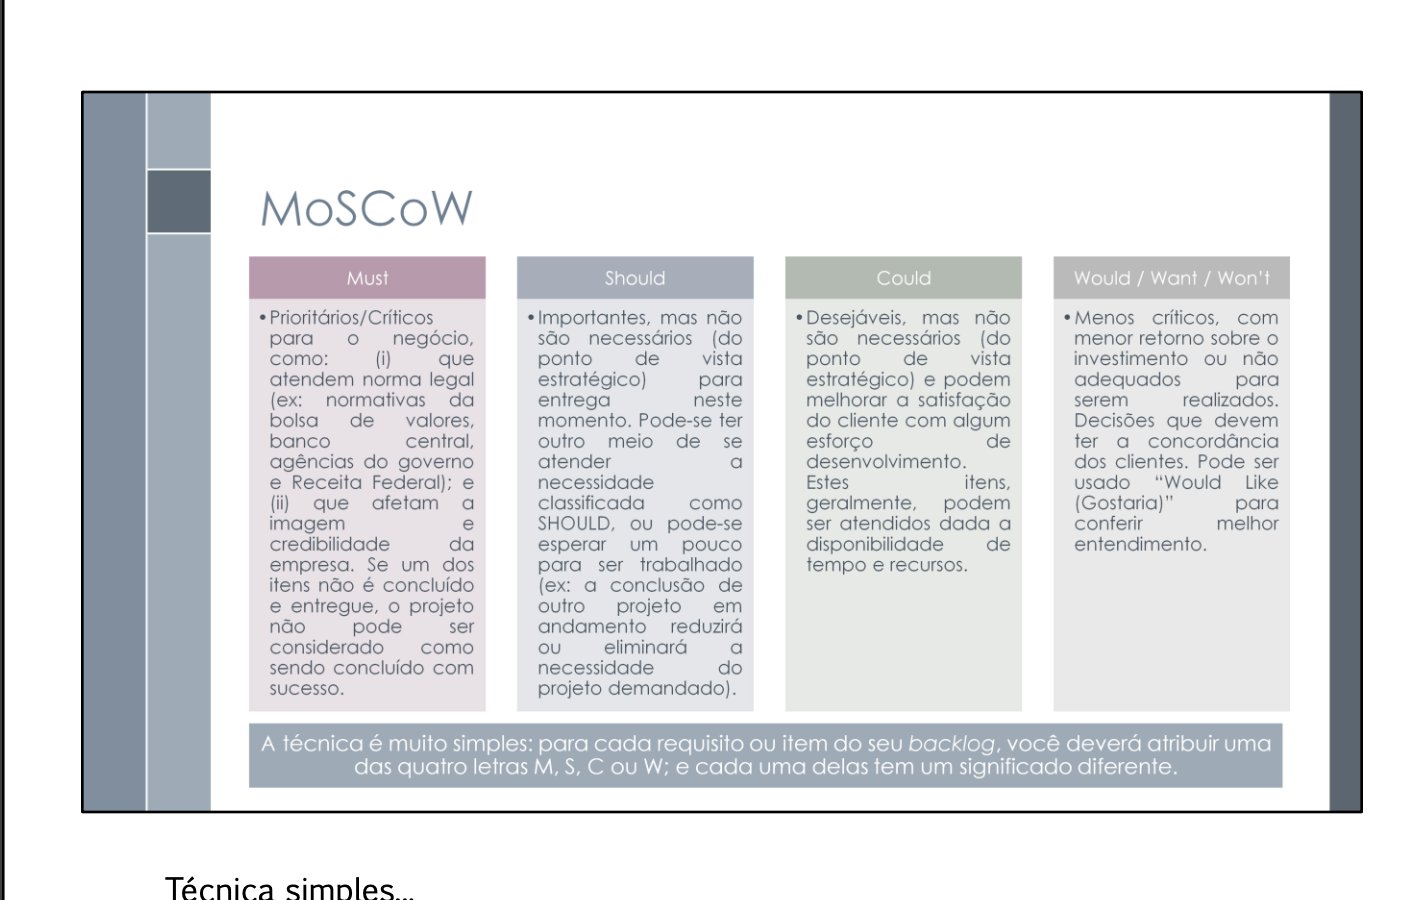 MoSCoW
Must
•Prioritários/Críticos
para o negócio,
como: (i) que
atendem norma legal
(ex: normativas da
bolsa de valores,
banco central,
agências do governo
e Receita Federal); e
(ii) que afetam a
imagem e
credibilidade da
empresa. Se um dos
itens não é concluído
e entregue, o projeto
não pode ser
considerado como
sendo concluído com
sucesso.
Should
•Importantes, mas não
são necessários (do
ponto de vista
estratégico) para
entrega neste
momento. Pode-se ter
outro meio de se
atender a
necessidade
classificada como
SHOULD, ou pode-se
esperar um pouco
para ser trabalhado
(ex: a conclusão de
outro projeto em
andamento reduzirá
ou eliminará a
necessidade do
projeto demandado).
Could
•Desejáveis, mas não
são necessários (do
ponto de vista
estratégico) e podem
melhorar a satisfação
do cliente com algum
esforço de
desenvolvimento.
Estes itens,
geralmente, podem
ser atendidos dada a
disponibilidade de
tempo e recursos.
Would / Want / Won't
•Menos críticos, com
menor retorno sobre o
investimento ou não
adequados para
serem realizados.
Decisões que devem
ter a concordância
dos clientes. Pode ser
usado “Would Like
(Gostaria)” para
conferir melhor
entendimento.
A técnica é muito simples: para cada requisito ou item do seu backlog, você deverá atribuir uma
das quatro letras M, S, C ou W; e cada uma delas tem um significado diferente.
Técnica simples...